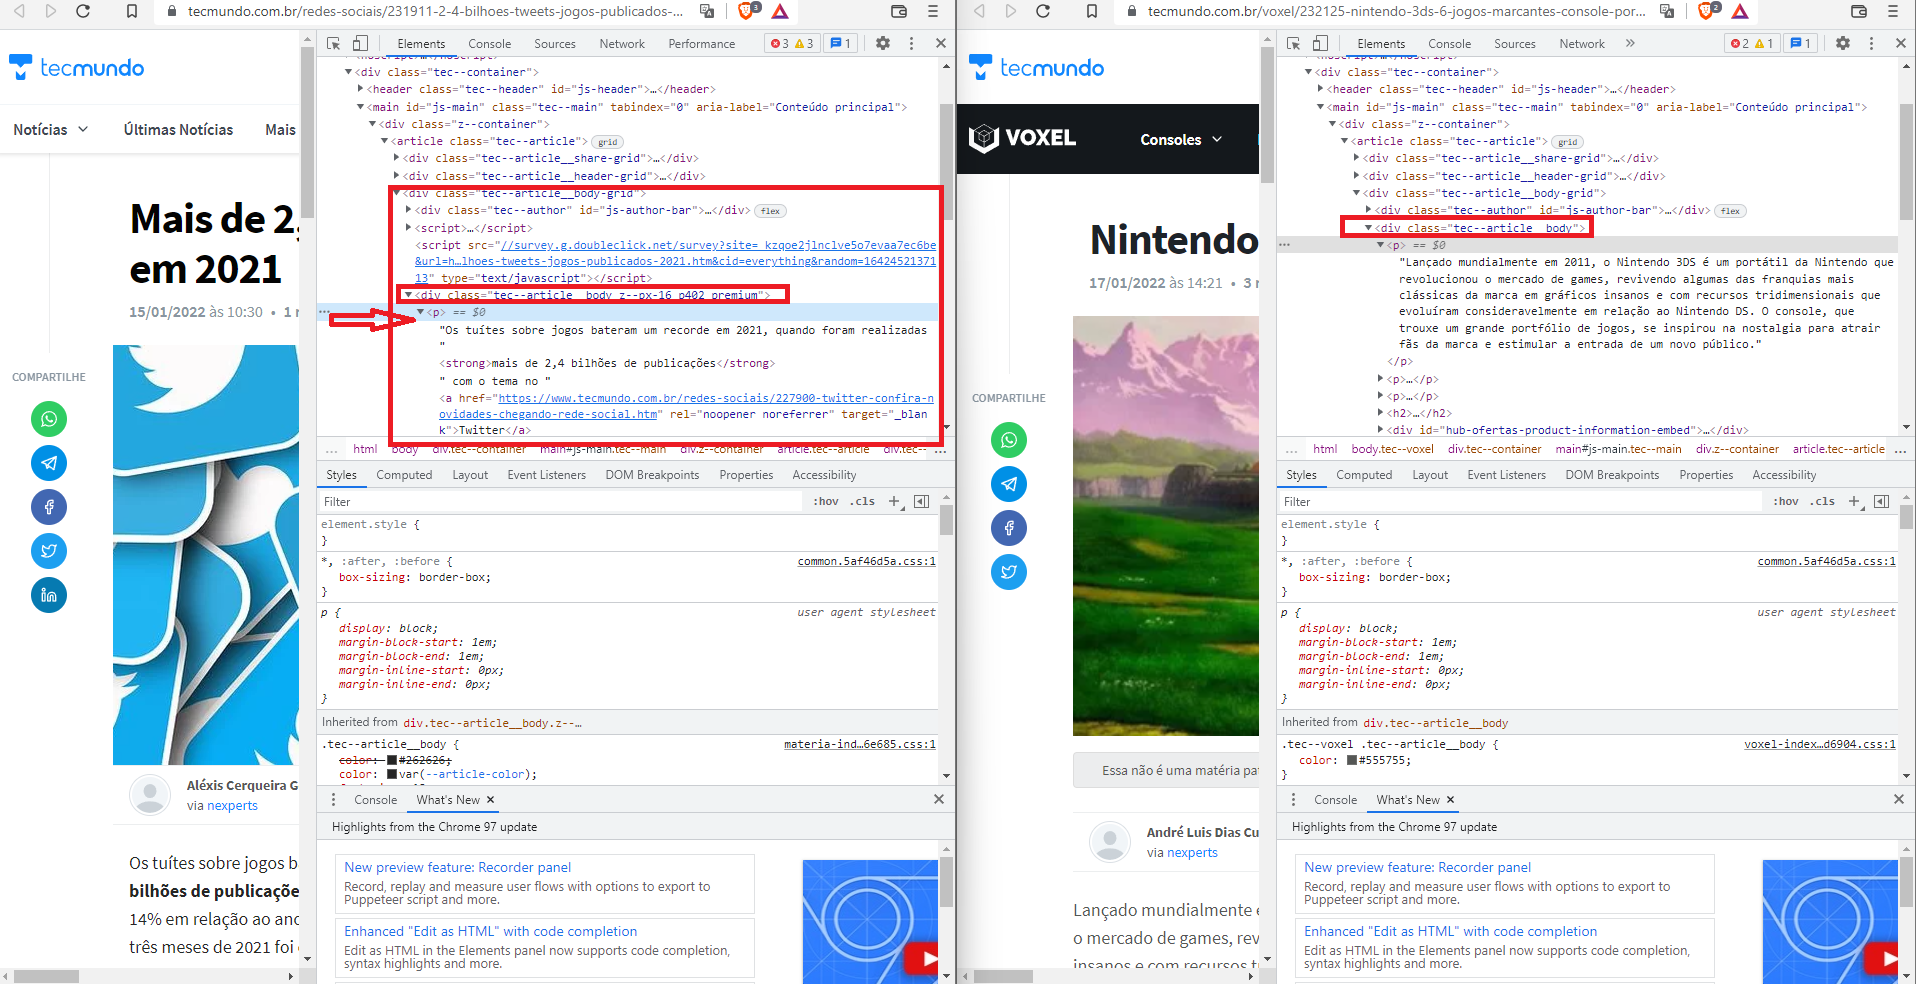 tecmundo.com.br/redes-sociais/231911-2-4-bilhoes-tweets-jogos-publicados-...
3
tecmundo
Notícias
Últimas Notícias
Mais
Mais de 2,
em 2021
15/01/2022 às 10:30 • 1 r
COMPARTILHE
Aléxis Cerqueira G
via nexperts
Os tuítes sobre jogos b
bilhões de publicaçõe
14% em relação ao ano
três meses de 2021 foi
Elements
Console
Sources
Network
Performance
3
3
1
<div class="tec--container">
<header class="tec--header" id="js-header">…</header>
<main id="js-main" class="tec--main" tabindex="0" aria-label="Conteúdo principal">
<div class="z--container">
<article class="tec--article"> grid
<div class="tec--article__share-grid">…</div>
<div class="tec--article__header-grid">…</div>
<div class="tec--article__body-grid">
<div class="tec--author" id="js-author-bar">…</div> flex
<script>…</script>
<script src="//survey.g.doubleclick.net/survey?site=_kzqoe2jlnclve5o7evaa7ec6be
&url=h…lhoes-tweets-jogos-publicados-2021.htm&cid=everything&random=16424521371
13" type="text/javascript"></script>
<div class="tec--article__body z--px-16 p402_premium">
… <p> == $0
"Os tuítes sobre jogos bateram um recorde em 2021, quando foram realizadas
"
<strong>mais de 2,4 bilhões de publicações</strong>
" com o tema no "
<a href="https://www.tecmundo.com.br/redes-sociais/227900-twitter-confira-n
ovidades-chegando-rede-social.htm" rel="noopener noreferrer" target="_blan
k">Twitter</a>
… html body div.tec--container main#js-main.tec--main div.z--container article.tec--article div.tec-- …
Styles
Computed
Layout
Event Listeners
DOM Breakpoints
Properties
Accessibility
Filter
:hov .cls +
element.style {
}
*, :after, :before {
common.5af46d5a.css:1
box-sizing: border-box;
}
p {
user agent stylesheet
display: block;
margin-block-start: 1em;
margin-block-end: 1em;
margin-inline-start: 0px;
margin-inline-end: 0px;
}
Inherited from div.tec--article__body.z--…
.tec--article__body {
materia-ind…6e685.css:1
color: #262626;
color: var(--article-color);
Console
What's New ×
Highlights from the Chrome 97 update
New preview feature: Recorder panel
Record, replay and measure user flows with options to export to
Puppeteer script and more.
Enhanced "Edit as HTML" with code completion
Edit as HTML in the Elements panel now supports code completion,
syntax highlights and more.
tecmundo.com.br/voxel/232125-nintendo-3ds-6-jogos-marcantes-console-por...
2
tecmundo
VOXEL
Consoles
Nintendo
17/01/2022 às 14:21 • 3 r
COMPARTILHE
Essa não é uma matéria pat
André Luis Dias Cu
via nexperts
Lançado mundialmente e
o mercado de games, rev
insanos e com recursos t
Elements
Console
Sources
Network
»
2
1
1
<div class="tec--container">
<header class="tec--header" id="js-header">…</header>
<main id="js-main" class="tec--main" tabindex="0" aria-label="Conteúdo principal">
<div class="z--container">
<article class="tec--article"> grid
<div class="tec--article__share-grid">…</div>
<div class="tec--article__header-grid">…</div>
<div class="tec--article__body-grid">
<div class="tec--author" id="js-author-bar">…</div> flex
<div class="tec--article__body">
… <p> == $0
"Lançado mundialmente em 2011, o Nintendo 3DS é um portátil da Nintendo que
revolucionou o mercado de games, revivendo algumas das franquias mais
clássicas da marca em gráficos insanos e com recursos tridimensionais que
evoluíram consideravelmente em relação ao Nintendo DS. O console, que
trouxe um grande portfólio de jogos, se inspirou na nostalgia para atrair
fãs da marca e estimular a entrada de um novo público."
</p>
<p>…</p>
<p>…</p>
<h2>…</h2>
<div id="hub-ofertas-product-information-embed">…</div>
… html body.tec--voxel div.tec--container main#js-main.tec--main div.z--container article.tec--article …
Styles
Computed
Layout
Event Listeners
DOM Breakpoints
Properties
Accessibility
Filter
:hov .cls +
element.style {
}
*, :after, :before {
common.5af46d5a.css:1
box-sizing: border-box;
}
p {
user agent stylesheet
display: block;
margin-block-start: 1em;
margin-block-end: 1em;
margin-inline-start: 0px;
margin-inline-end: 0px;
}
Inherited from div.tec--article__body
.tec--voxel .tec--article__body {
voxel-index…d6904.css:1
color: #555755;
}
Console
What's New ×
Highlights from the Chrome 97 update
New preview feature: Recorder panel
Record, replay and measure user flows with options to export to
Puppeteer script and more.
Enhanced "Edit as HTML" with code completion
Edit as HTML in the Elements panel now supports code completion,
syntax highlights and more.